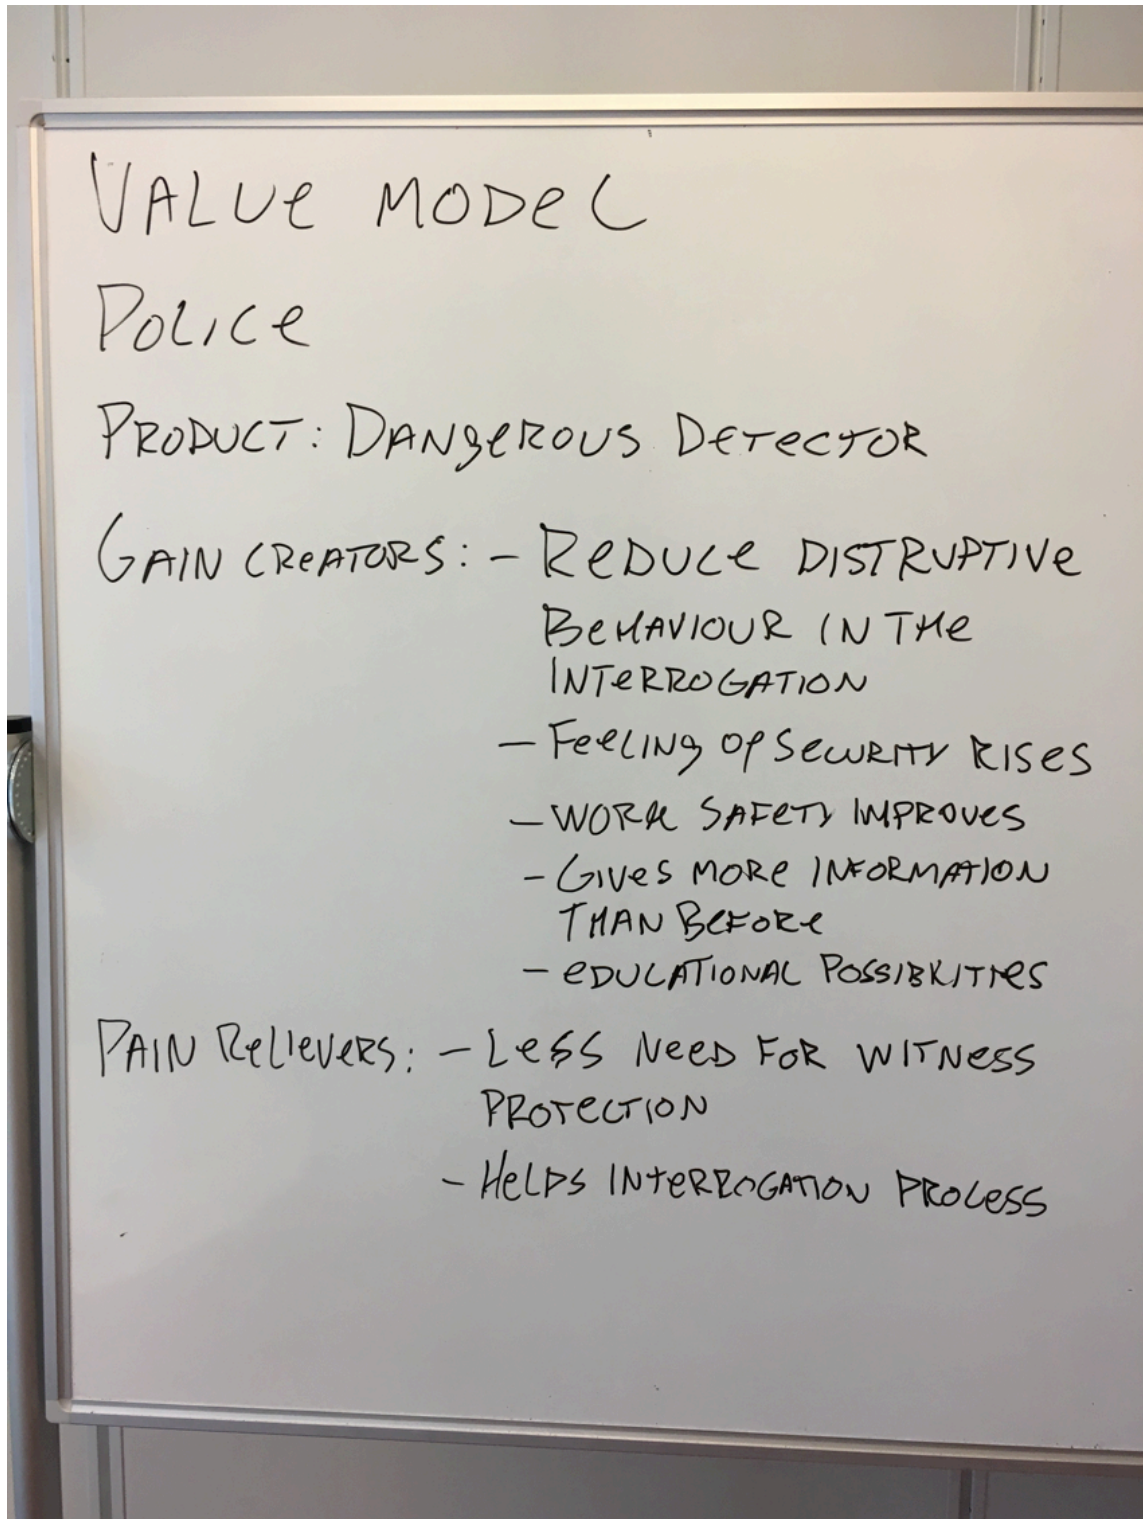 VALUE MODEL
POLICE
PRODUCT: DANGEROUS DETECTOR
GAIN CREATORS: - REDUCE DISTRUPTIVE
BEHAVIOUR IN THE
INTERROGATION
- FEELING OF SECURITY RISES
- WORK SAFETY IMPROVES
- GIVES MORE INFORMATION
THAN BEFORE
- EDUCATIONAL POSSIBILITIES
PAIN RELIEVERS: - LESS NEED FOR WITNESS
PROTECTION
- HELPS INTERROGATION PROCESS